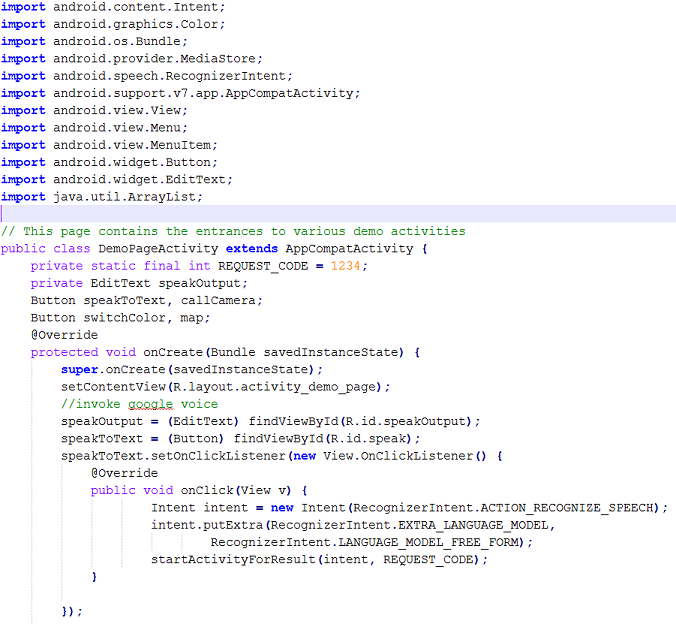 import android.content.Intent;
import android.graphics.Color;
import android.os.Bundle;
import android.provider.MediaStore;
import android.speech.RecognizerIntent;
import android.support.v7.app.AppCompatActivity;
import android.view.View;
import android.view.Menu;
import android.view.MenuItem;
import android.widget.Button;
import android.widget.EditText;
import java.util.ArrayList;
// This page contains the entrances to various demo activities
public class DemoPageActivity extends AppCompatActivity {
    private static final int REQUEST_CODE = 1234;
    private EditText speakOutput;
    Button speakToText, callCamera;
    Button switchColor, map;
    @Override
    protected void onCreate(Bundle savedInstanceState) {
        super.onCreate(savedInstanceState);
        setContentView(R.layout.activity_demo_page);
        //invoke google voice
        speakOutput = (EditText) findViewById(R.id.speakOutput);
        speakToText = (Button) findViewById(R.id.speak);
        speakToText.setOnClickListener(new View.OnClickListener() {
            @Override
            public void onClick(View v) {
                    Intent intent = new Intent(RecognizerIntent.ACTION_RECOGNIZE_SPEECH);
                    intent.putExtra(RecognizerIntent.EXTRA_LANGUAGE_MODEL,
                            RecognizerIntent.LANGUAGE_MODEL_FREE_FORM);
                    startActivityForResult(intent, REQUEST_CODE);
            }
        });